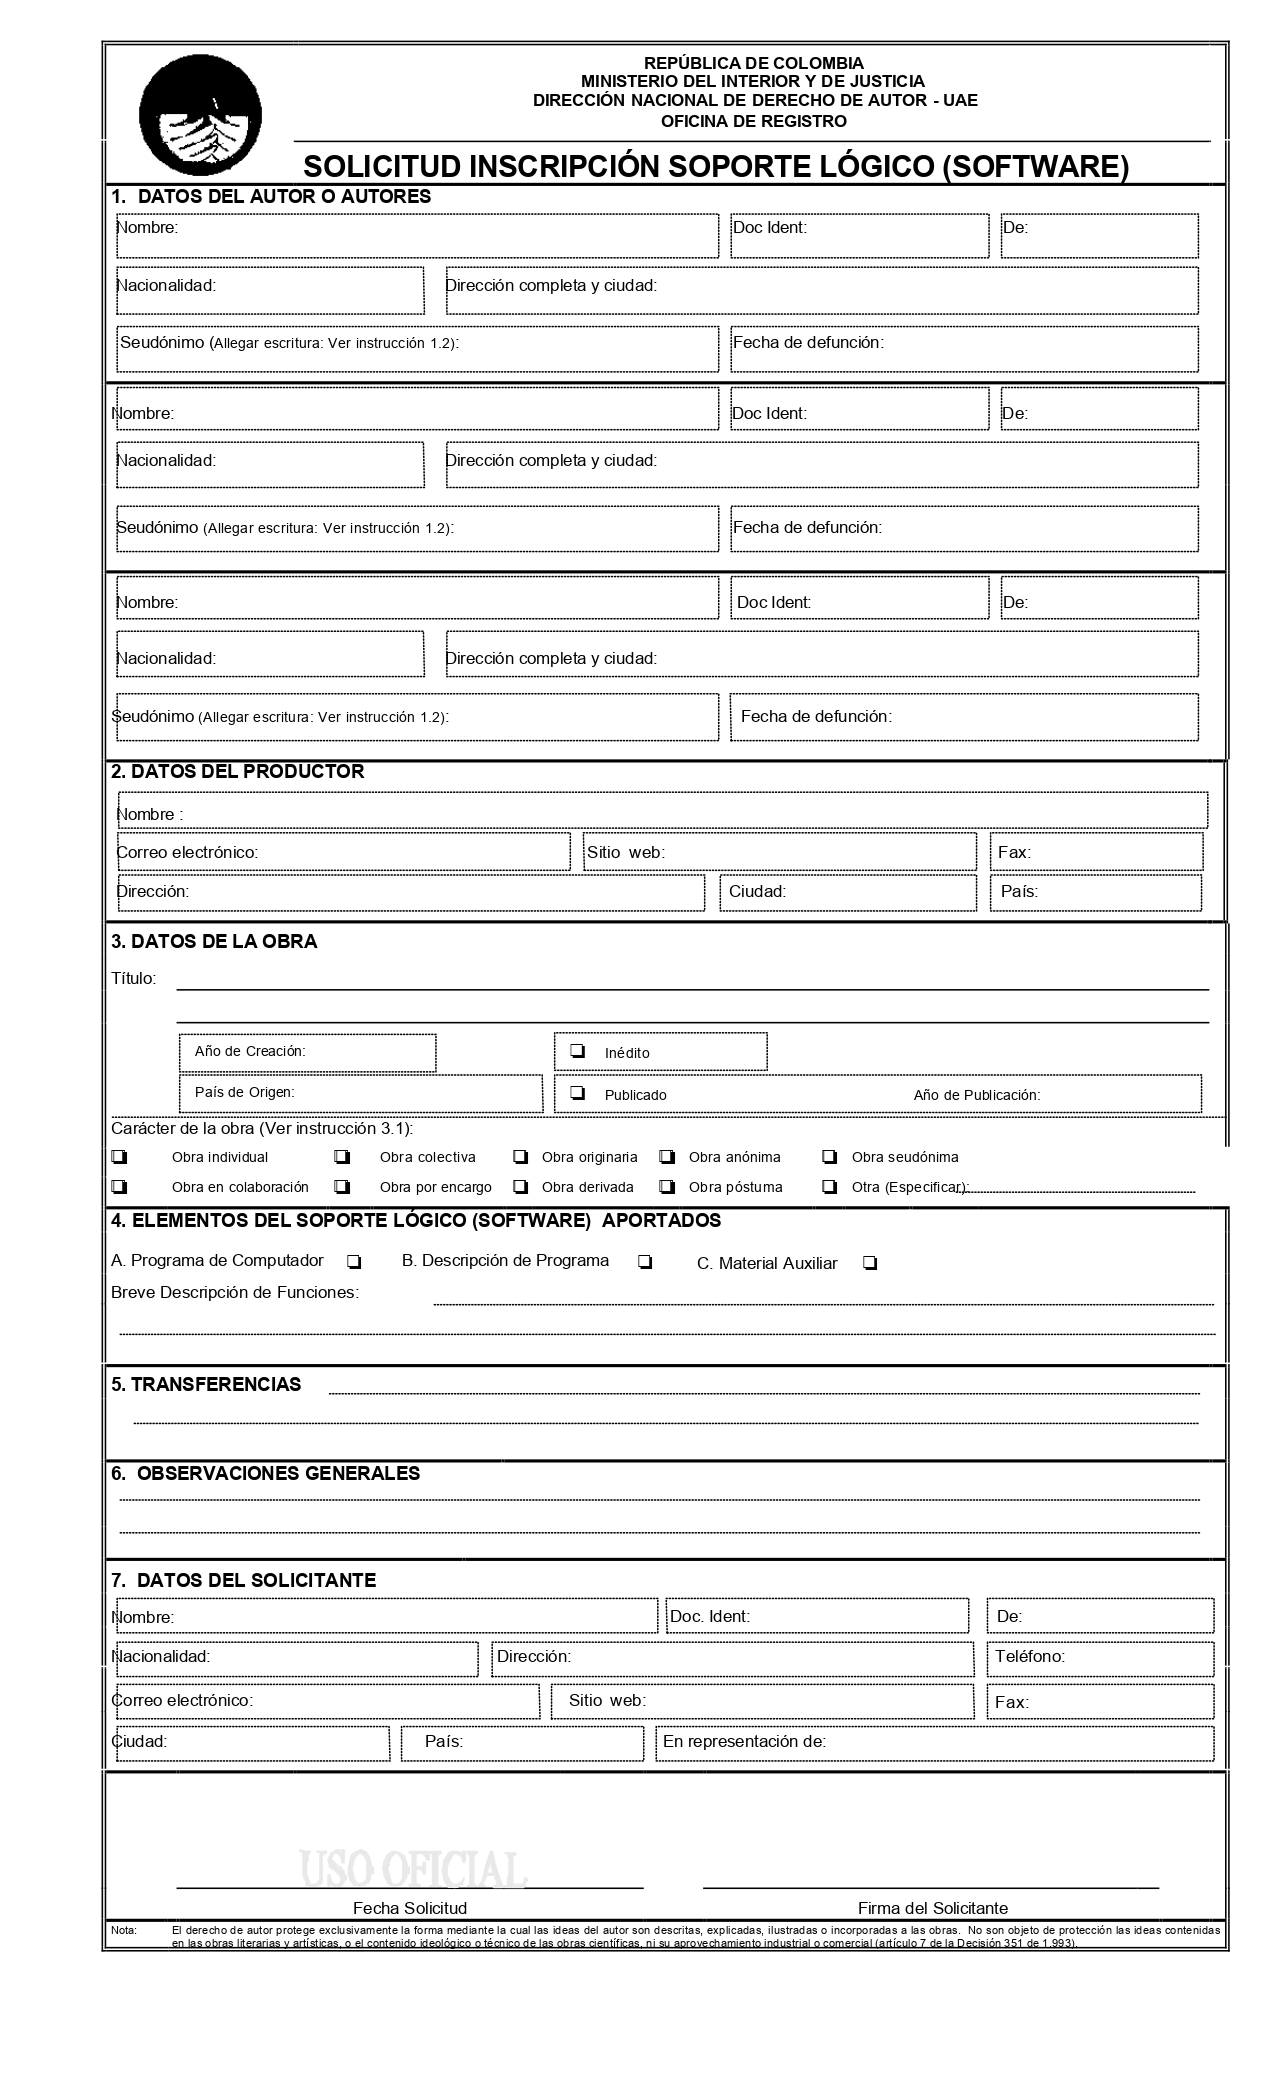 REPÚBLICA DE COLOMBIA
MINISTERIO DEL INTERIOR Y DE JUSTICIA
DIRECCIÓN NACIONAL DE DERECHO DE AUTOR - UAE
OFICINA DE REGISTRO
SOLICITUD INSCRIPCIÓN SOPORTE LÓGICO (SOFTWARE)
1. DATOS DEL AUTOR O AUTORES
Nombre: Doc Ident: De:
Nacionalidad: Dirección completa y ciudad:
Seudónimo (Allegar escritura: Ver instrucción 1.2): Fecha de defunción:
Nombre: Doc Ident: De:
Nacionalidad: Dirección completa y ciudad:
Seudónimo (Allegar escritura: Ver instrucción 1.2): Fecha de defunción:
Nombre: Doc Ident: De:
Nacionalidad: Dirección completa y ciudad:
Seudónimo (Allegar escritura: Ver instrucción 1.2): Fecha de defunción:
2. DATOS DEL PRODUCTOR
Nombre :
Correo electrónico: Sitio web: Fax:
Dirección: Ciudad: País:
3. DATOS DE LA OBRA
Título:
Año de Creación: Inédito
País de Origen: Publicado Año de Publicación:
Carácter de la obra (Ver instrucción 3.1):
Obra individual Obra colectiva Obra originaria Obra anónima Obra seudónima
Obra en colaboración Obra por encargo Obra derivada Obra póstuma Otra (Especificar):
4. ELEMENTOS DEL SOPORTE LÓGICO (SOFTWARE) APORTADOS
A. Programa de Computador B. Descripción de Programa C. Material Auxiliar
Breve Descripción de Funciones:
5. TRANSFERENCIAS
6. OBSERVACIONES GENERALES
7. DATOS DEL SOLICITANTE
Nombre: Doc. Ident: De:
Nacionalidad: Dirección: Teléfono:
Correo electrónico: Sitio web: Fax:
Ciudad: País: En representación de:
USO OFICIAL
Fecha Solicitud Firma del Solicitante
Nota: El derecho de autor protege exclusivamente la forma mediante la cual las ideas del autor son descritas, explicadas, ilustradas o incorporadas a las obras. No son objeto de protección las ideas contenidas
en las obras literarias y artísticas, o el contenido ideológico o técnico de las obras científicas, ni su aprovechamiento industrial o comercial (artículo 7 de la Decisión 351 de 1.993).